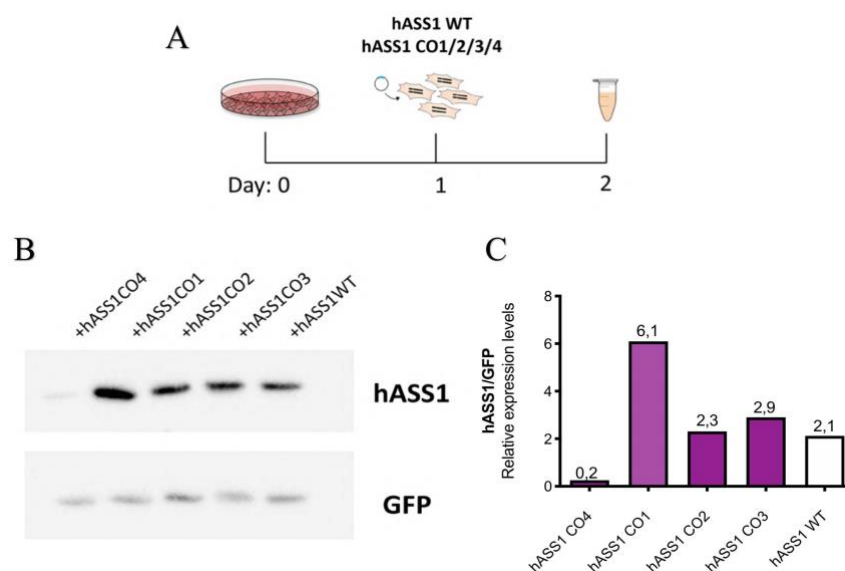 A
hASS1 WT
hASS1 CO1/2/3/4
Day: 0 1 2
B
+hASS1CO4
+hASS1CO1
+hASS1CO2
+hASS1CO3
+hASS1WT
hASS1
GFP
C
hASS1/GFP
Relative expression levels
8
6
4
2
0
0,2
6,1
2,3
2,9
2,1
hASS1 CO4
hASS1 CO1
hASS1 CO2
hASS1 CO3
hASS1 WT